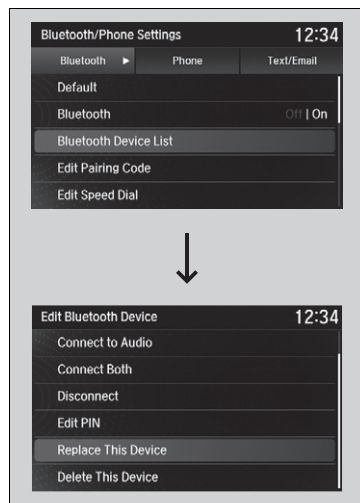 Bluetooth/Phone Settings 12:34
Bluetooth ▶ Phone Text/Email
Default
Bluetooth Off | On
Bluetooth Device List
Edit Pairing Code
Edit Speed Dial
Edit Bluetooth Device 12:34
Connect to Audio
Connect Both
Disconnect
Edit PIN
Replace This Device
Delete This Device